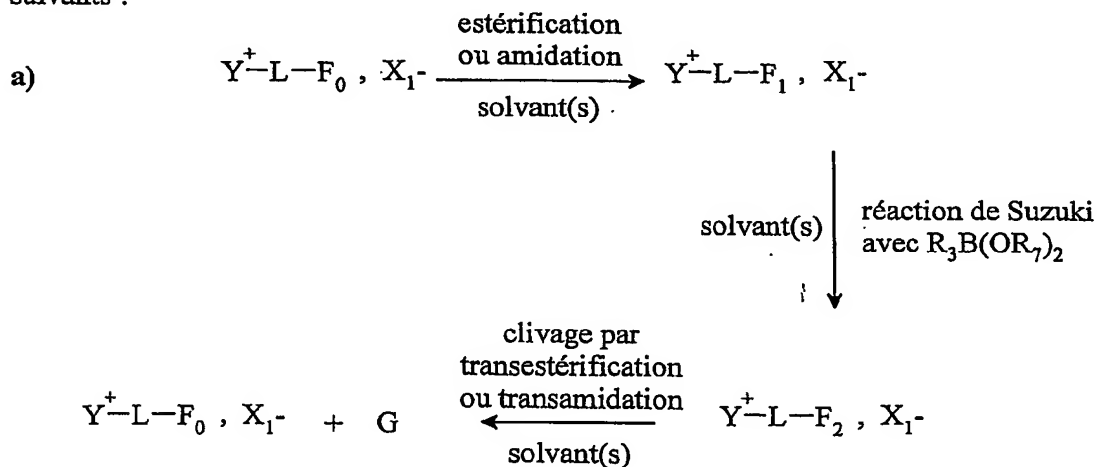 suivants :
a) Y⁺—L—F₀ , X₁- estérification
ou amidation
solvant(s) Y⁺—L—F₁ , X₁-
solvant(s) réaction de Suzuki
avec R₃B(OR₇)₂
clivage par
transestérification
ou transamidation
solvant(s)
Y⁺—L—F₀ , X₁- + G Y⁺—L—F₂ , X₁-